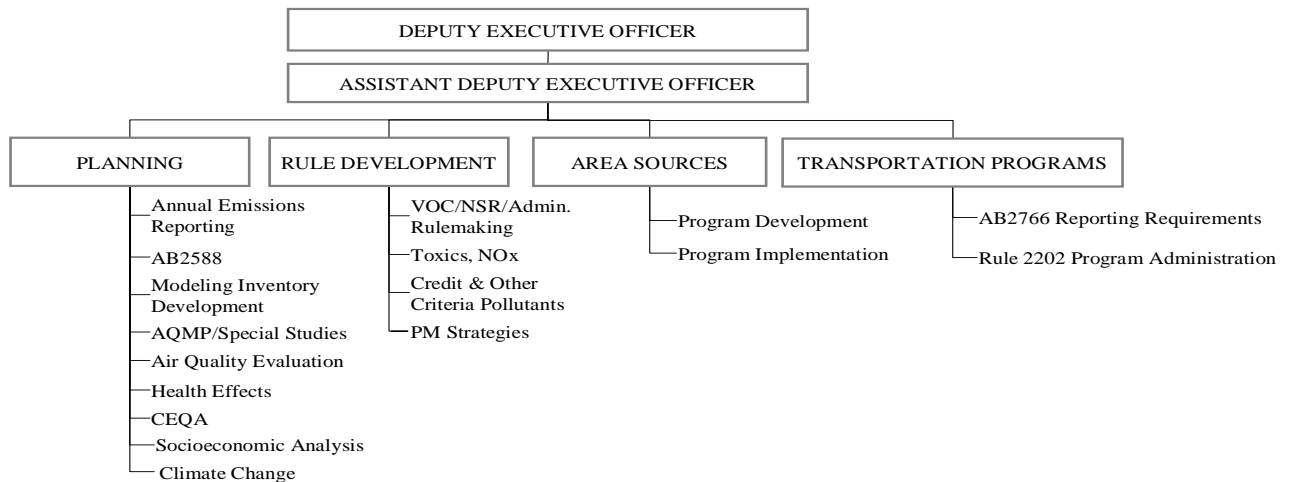 DEPUTY EXECUTIVE OFFICER
ASSISTANT DEPUTY EXECUTIVE OFFICER
PLANNING
Annual Emissions
Reporting
AB2588
Modeling Inventory
Development
AQMP/Special Studies
Air Quality Evaluation
Health Effects
CEQA
Socioeconomic Analysis
Climate Change
RULE DEVELOPMENT
VOC/NSR/Admin.
Rulemaking
Toxics, NOx
Credit & Other
Criteria Pollutants
PM Strategies
AREA SOURCES
Program Development
Program Implementation
TRANSPORTATION PROGRAMS
AB2766 Reporting Requirements
Rule 2202 Program Administration